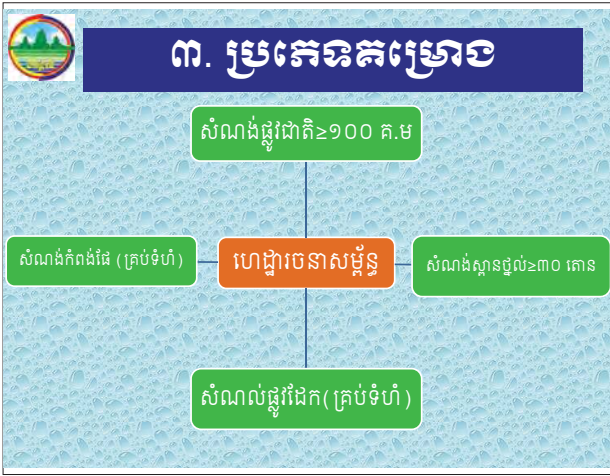 ៣. ប្រភេទគម្រោង
សំណង់ផ្លូវជាតិ≥១០០ គ.ម
សំណង់កំពង់ផែ (គ្រប់ទំហំ)
ហេដ្ឋារចនាសម្ព័ន្ធ
សំណង់ស្ពានថ្នល់≥៣០ តោន
សំណល់ផ្លូវដែក(គ្រប់ទំហំ)